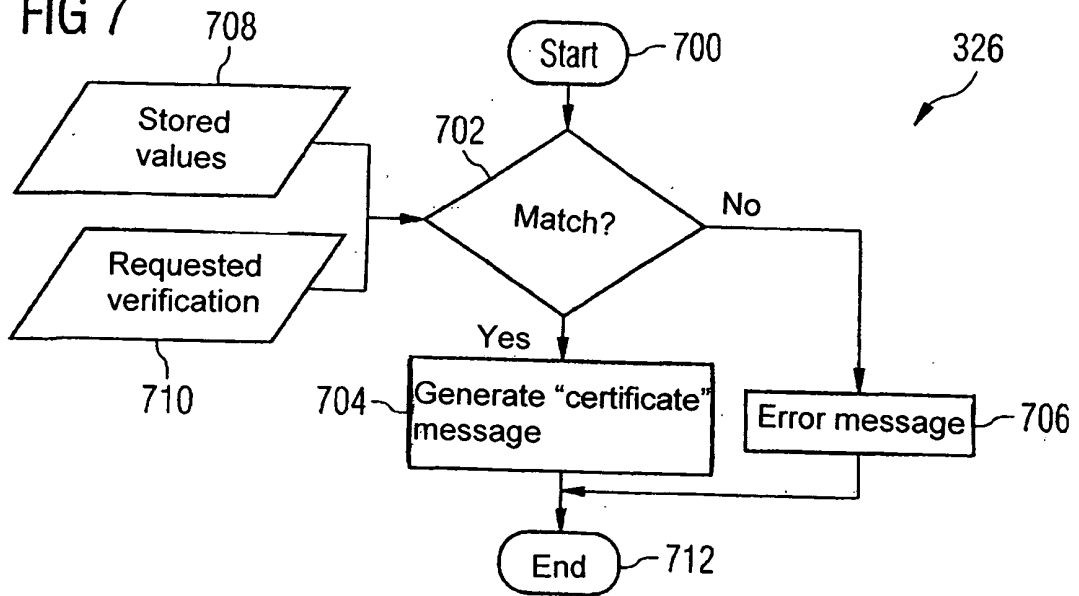 FIG 7
708
Start
700
326
Stored
values
702
Match?
No
Requested
verification
Yes
710
704
Generate “certificate”
message
Error message
706
End
712